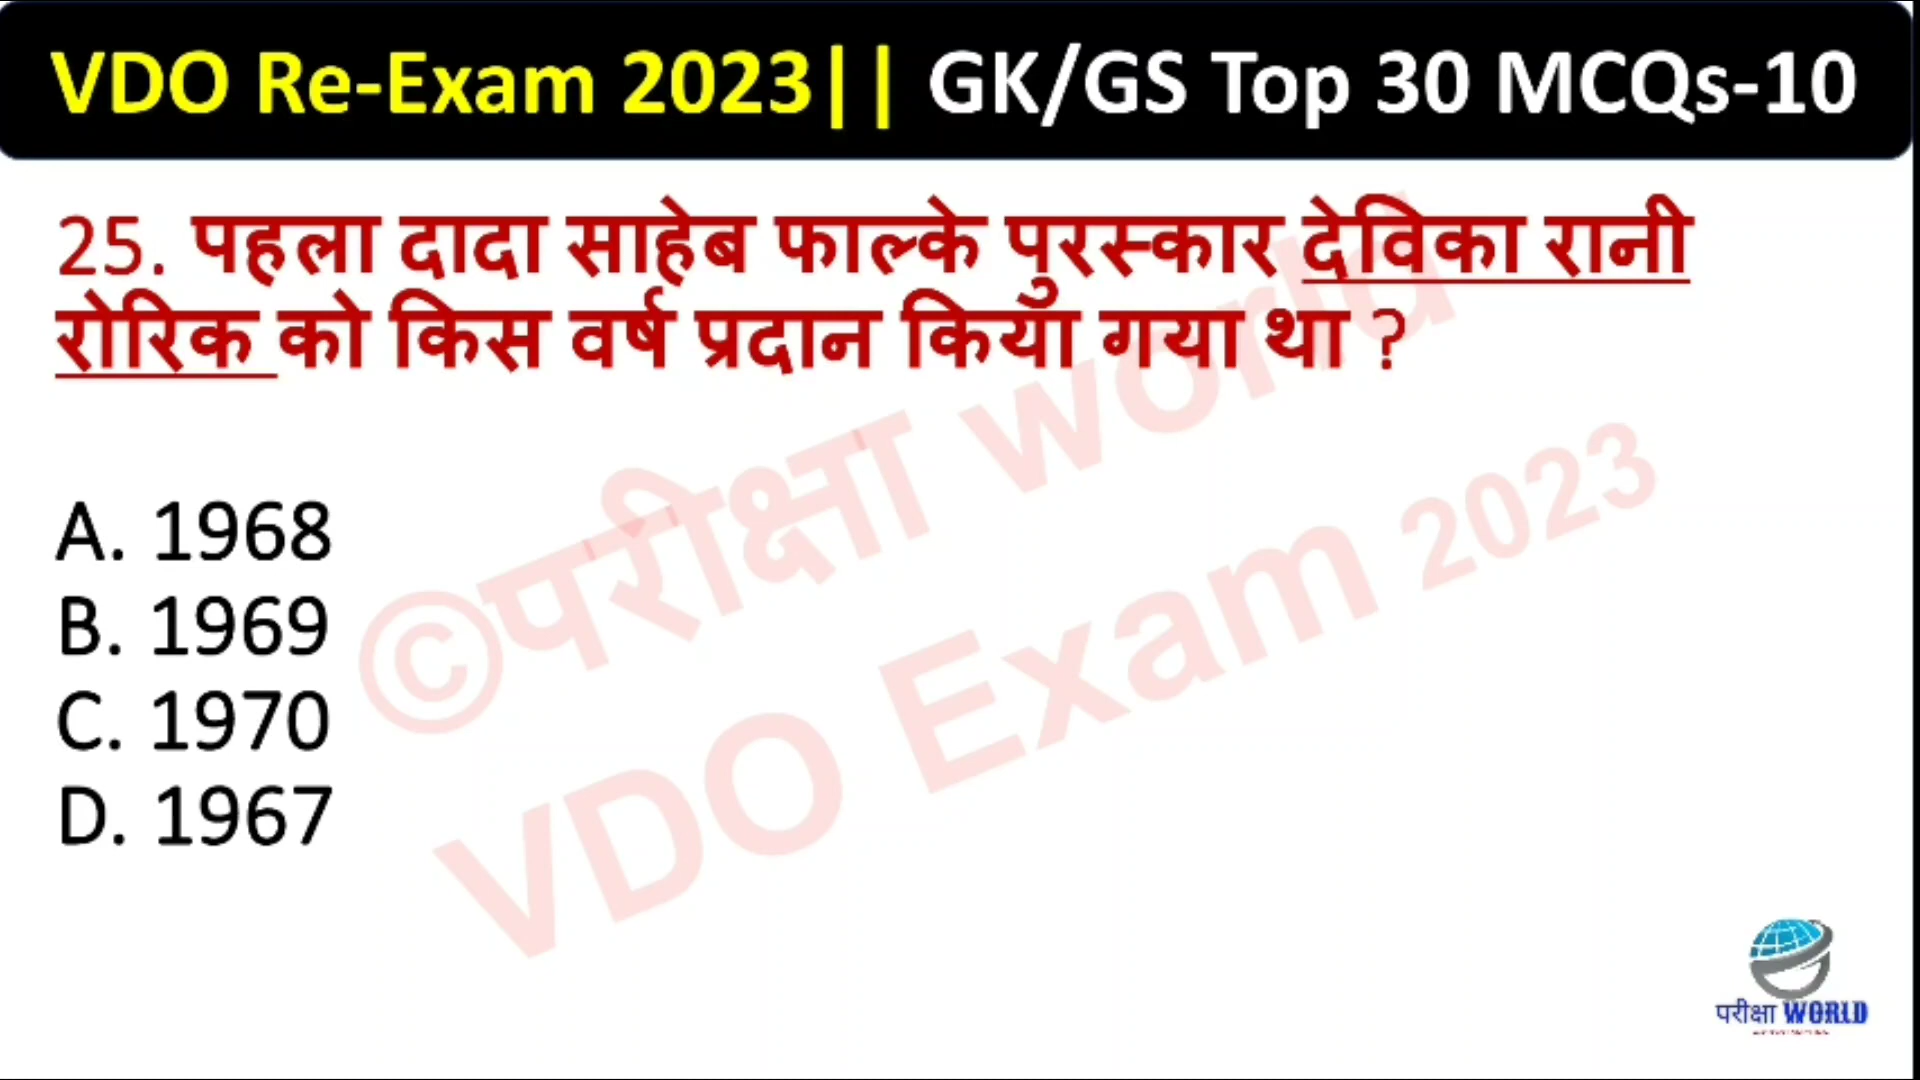 VDO Re-Exam 2023|| GK/GS Top 30 MCQs-10
25. पहला दादा साहेब फाल्के पुरस्कार देविका रानी
रोरिक को किस वर्ष प्रदान किया गया था ?
A. 1968
B. 1969
C. 1970
D. 1967
©परीक्षा world
VDO Exam 2023
परीक्षा WORLD